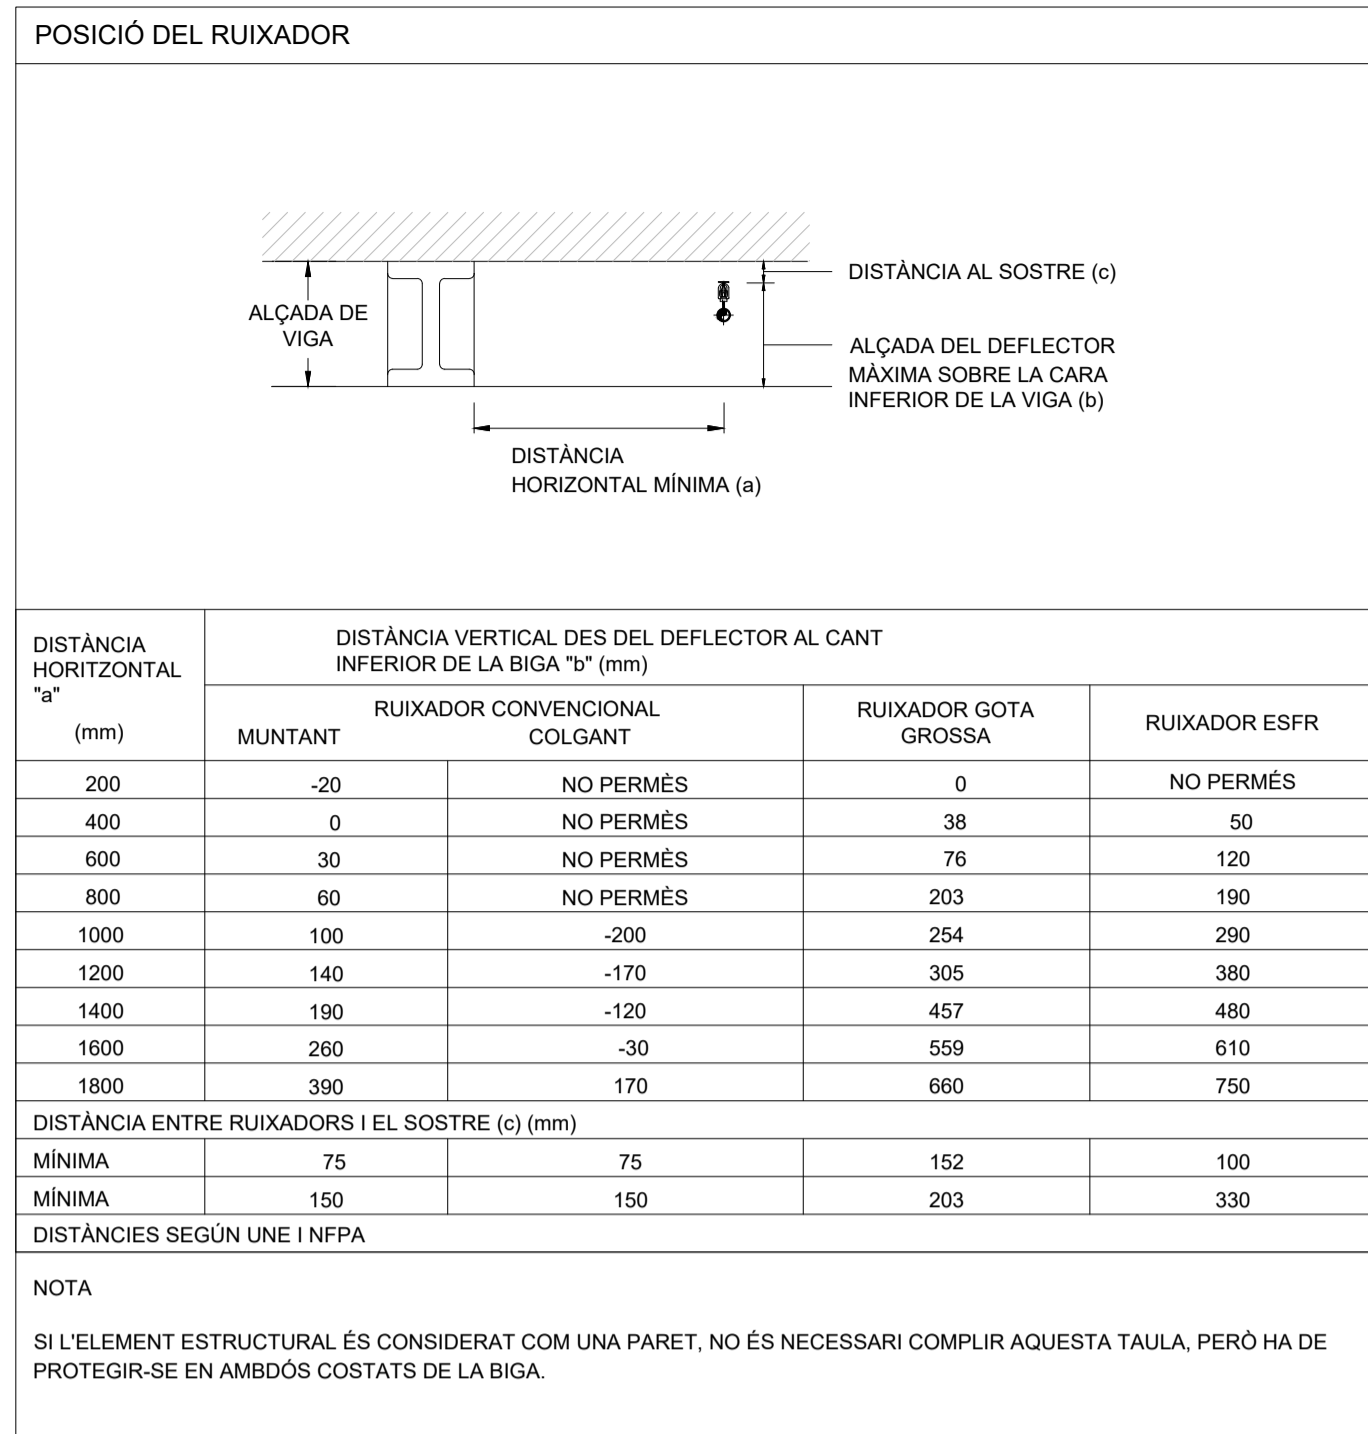 POSICIÓ DEL RUIXADOR
ALÇADA DE
VIGA
DISTÀNCIA AL SOSTRE (c)
ALÇADA DEL DEFLECTOR
MÀXIMA SOBRE LA CARA
INFERIOR DE LA VIGA (b)
DISTÀNCIA
HORIZONTAL MÍNIMA (a)
DISTÀNCIA
HORITZONTAL
"a"
(mm)
DISTÀNCIA VERTICAL DES DEL DEFLECTOR AL CANT
INFERIOR DE LA BIGA "b" (mm)
RUIXADOR CONVENCIONAL
MUNTANT COLGANT
RUIXADOR GOTA
GROSSA
RUIXADOR ESFR
200 -20 NO PERMÈS 0 NO PERMÉS
400 0 NO PERMÈS 38 50
600 30 NO PERMÈS 76 120
800 60 NO PERMÈS 203 190
1000 100 -200 254 290
1200 140 -170 305 380
1400 190 -120 457 480
1600 260 -30 559 610
1800 390 170 660 750
DISTÀNCIA ENTRE RUIXADORS I EL SOSTRE (c) (mm)
MÍNIMA 75 75 152 100
MÍNIMA 150 150 203 330
DISTÀNCIES SEGÚN UNE I NFPA
NOTA
SI L'ELEMENT ESTRUCTURAL ÉS CONSIDERAT COM UNA PARET, NO ÉS NECESSARI COMPLIR AQUESTA TAULA, PERÒ HA DE
PROTEGIR-SE EN AMBDÓS COSTATS DE LA BIGA.